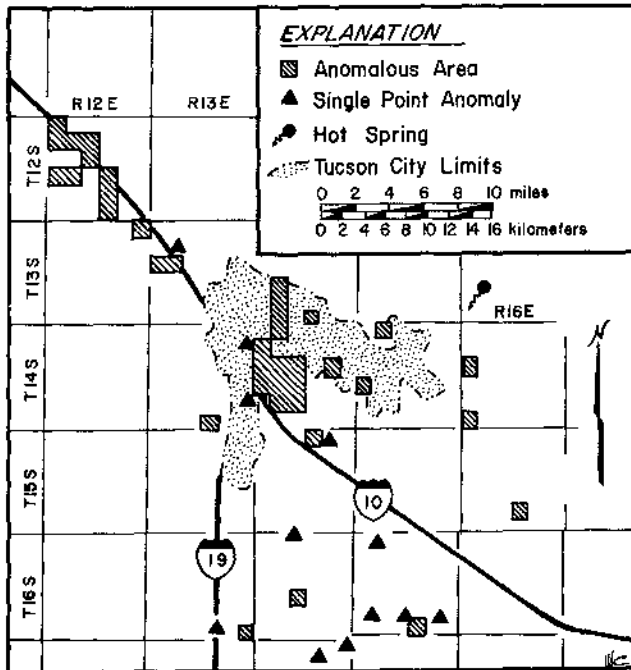 EXPLANATION
Anomalous Area
Single Point Anomaly
Hot Spring
Tucson City Limits
0 2 4 6 8 10 miles
0 2 4 6 8 10 12 14 16 kilometers
R12E R13E
T12S
T13S
R16E
N
T14S
T15S
10
19
T16S